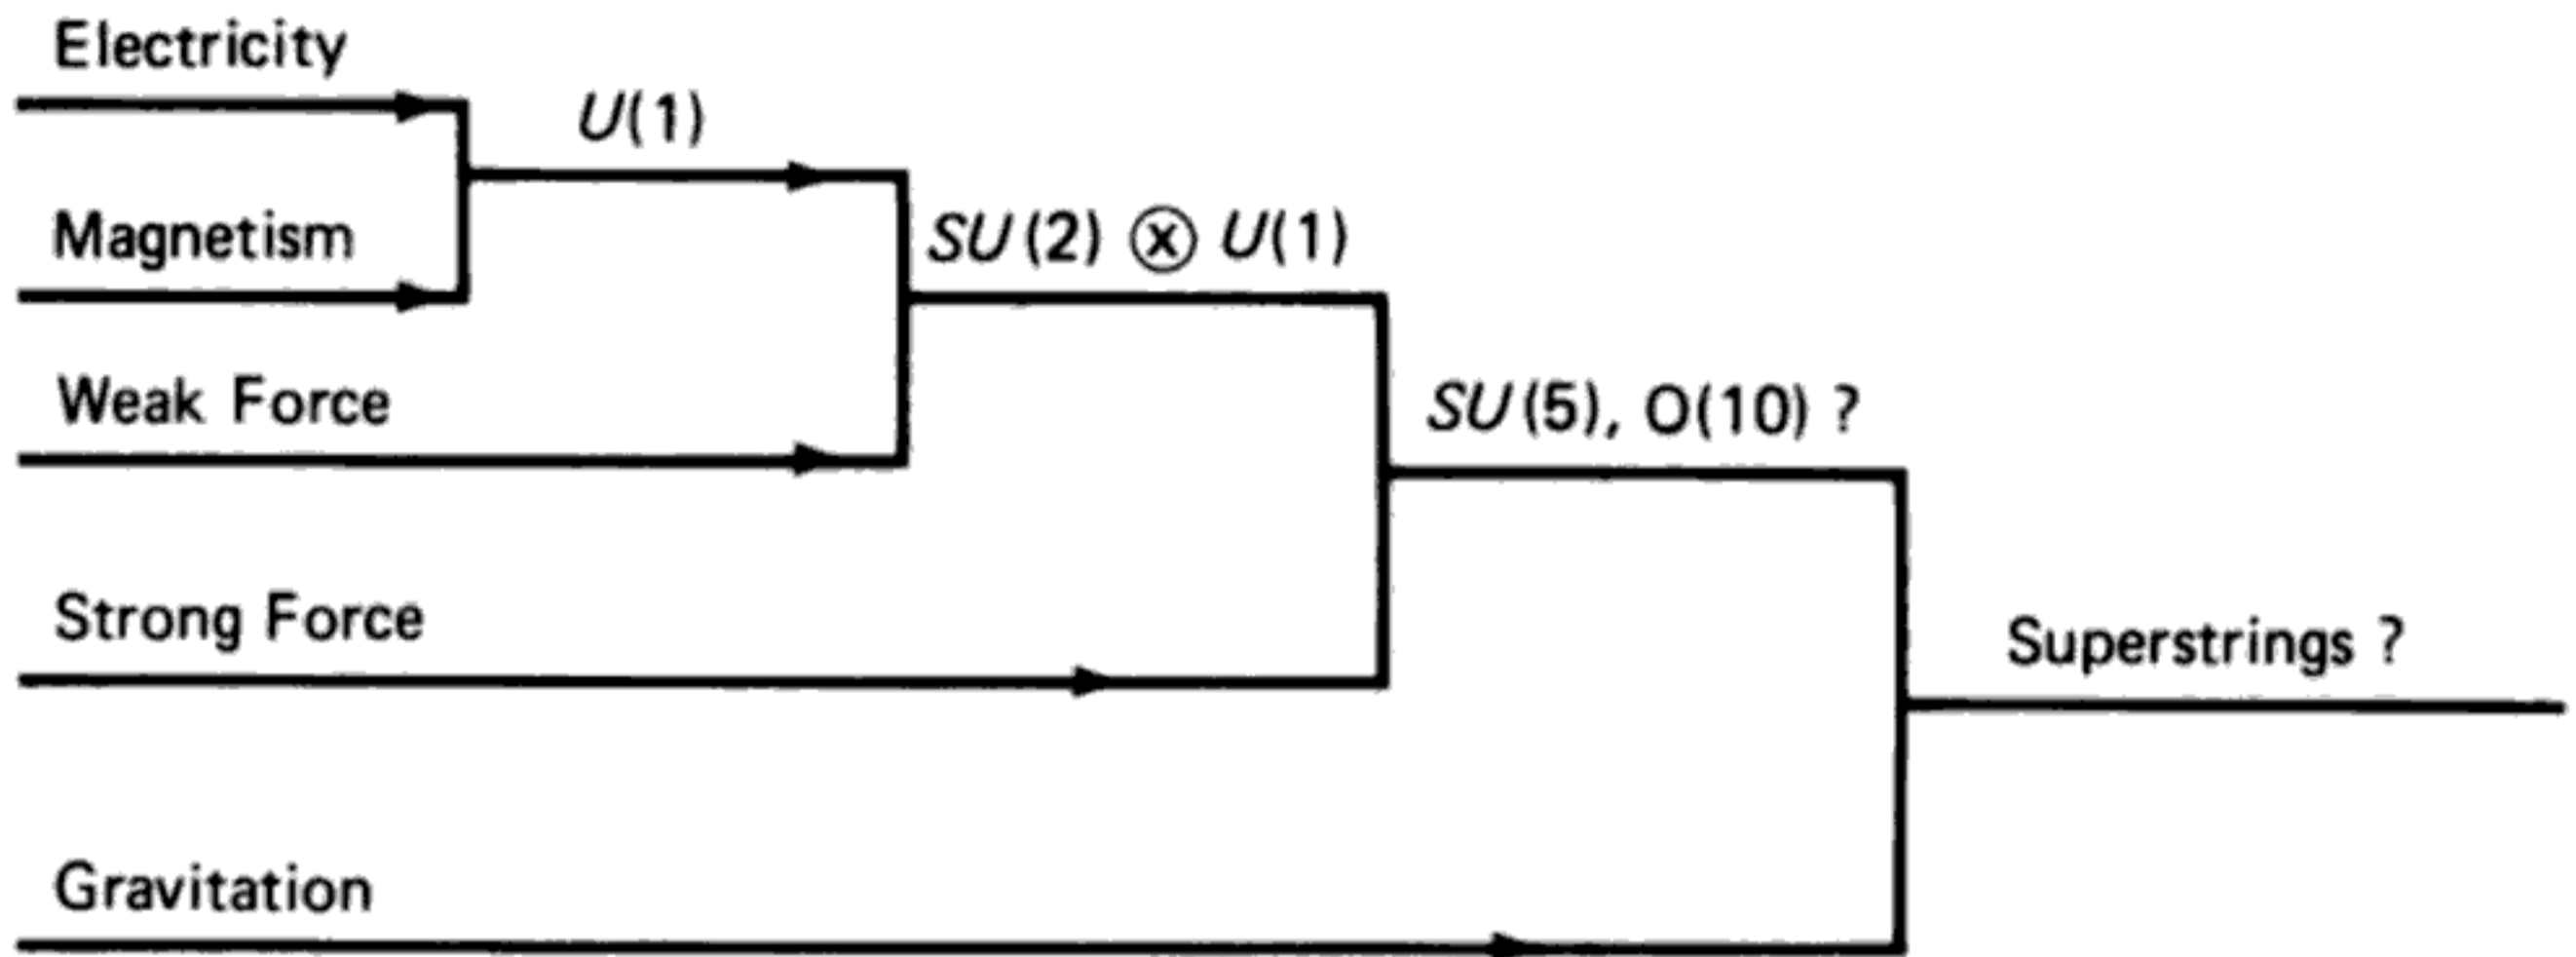 Electricity
U(1)
Magnetism
SU(2) ⊗ U(1)
Weak Force
SU(5), O(10) ?
Strong Force
Superstrings ?
Gravitation